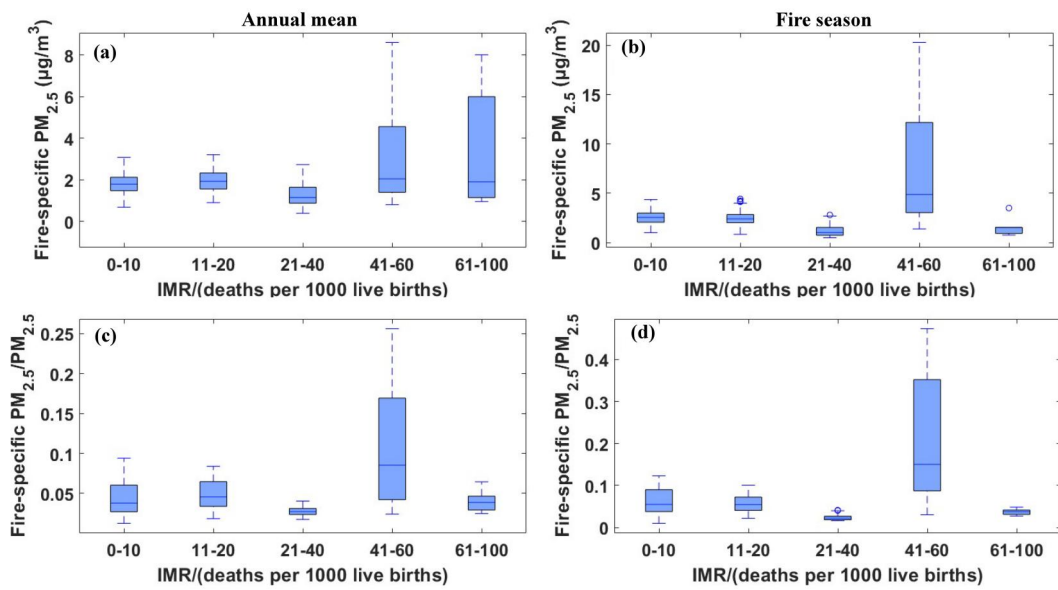 Annual mean
Fire season
(a)
Fire-specific PM2.5 (µg/m3)
8
6
4
2
0
0-10 11-20 21-40 41-60 61-100
IMR/(deaths per 1000 live births)
(b)
Fire-specific PM2.5 (µg/m3)
20
15
10
5
0
0-10 11-20 21-40 41-60 61-100
IMR/(deaths per 1000 live births)
(c)
Fire-specific PM2.5/PM2.5
0.25
0.2
0.15
0.1
0.05
0-10 11-20 21-40 41-60 61-100
IMR/(deaths per 1000 live births)
(d)
Fire-specific PM2.5/PM2.5
0.4
0.3
0.2
0.1
0
0-10 11-20 21-40 41-60 61-100
IMR/(deaths per 1000 live births)